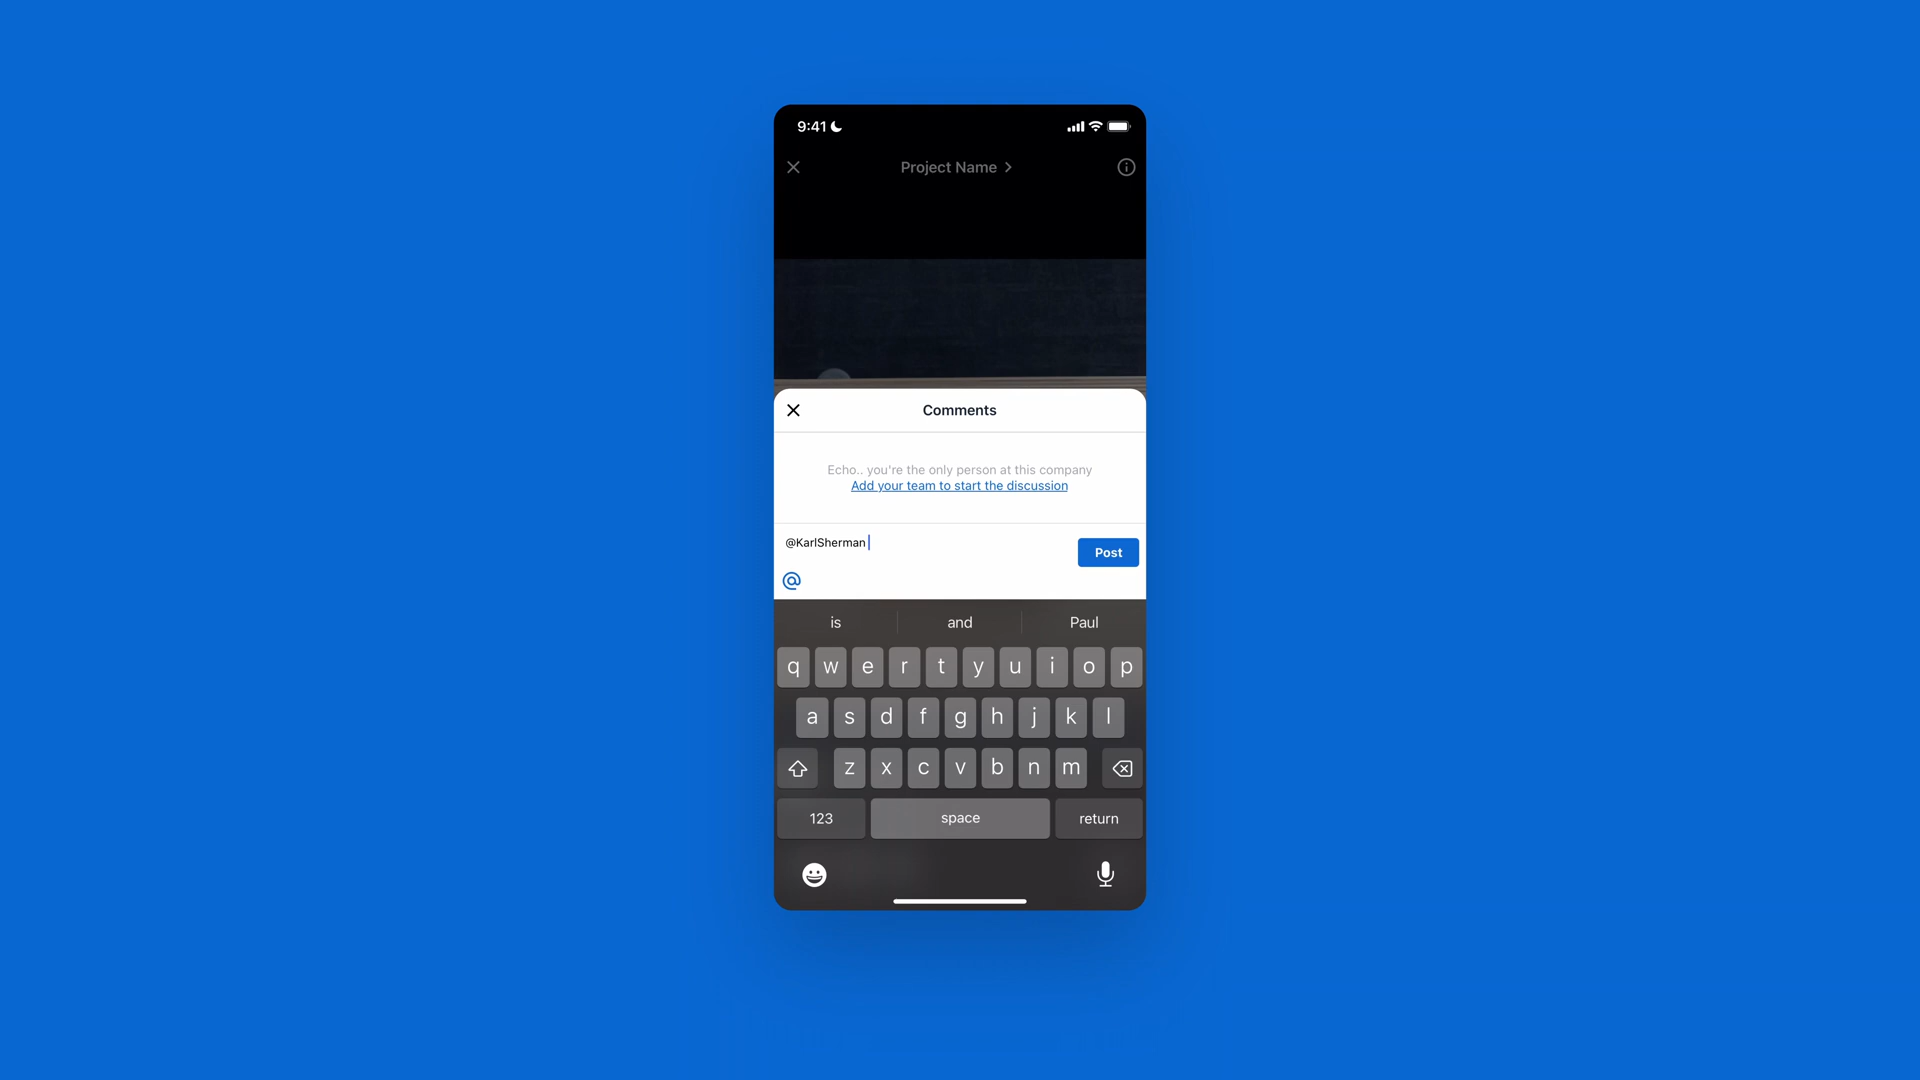 9:41
Project Name
Comments
Echo.. you're the only person at this company
Add your team to start the discussion
@KarlSherman
Post
is and Paul
q w e r t y u i o p
a s d f g h j k l
z x c v b n m
123 space return